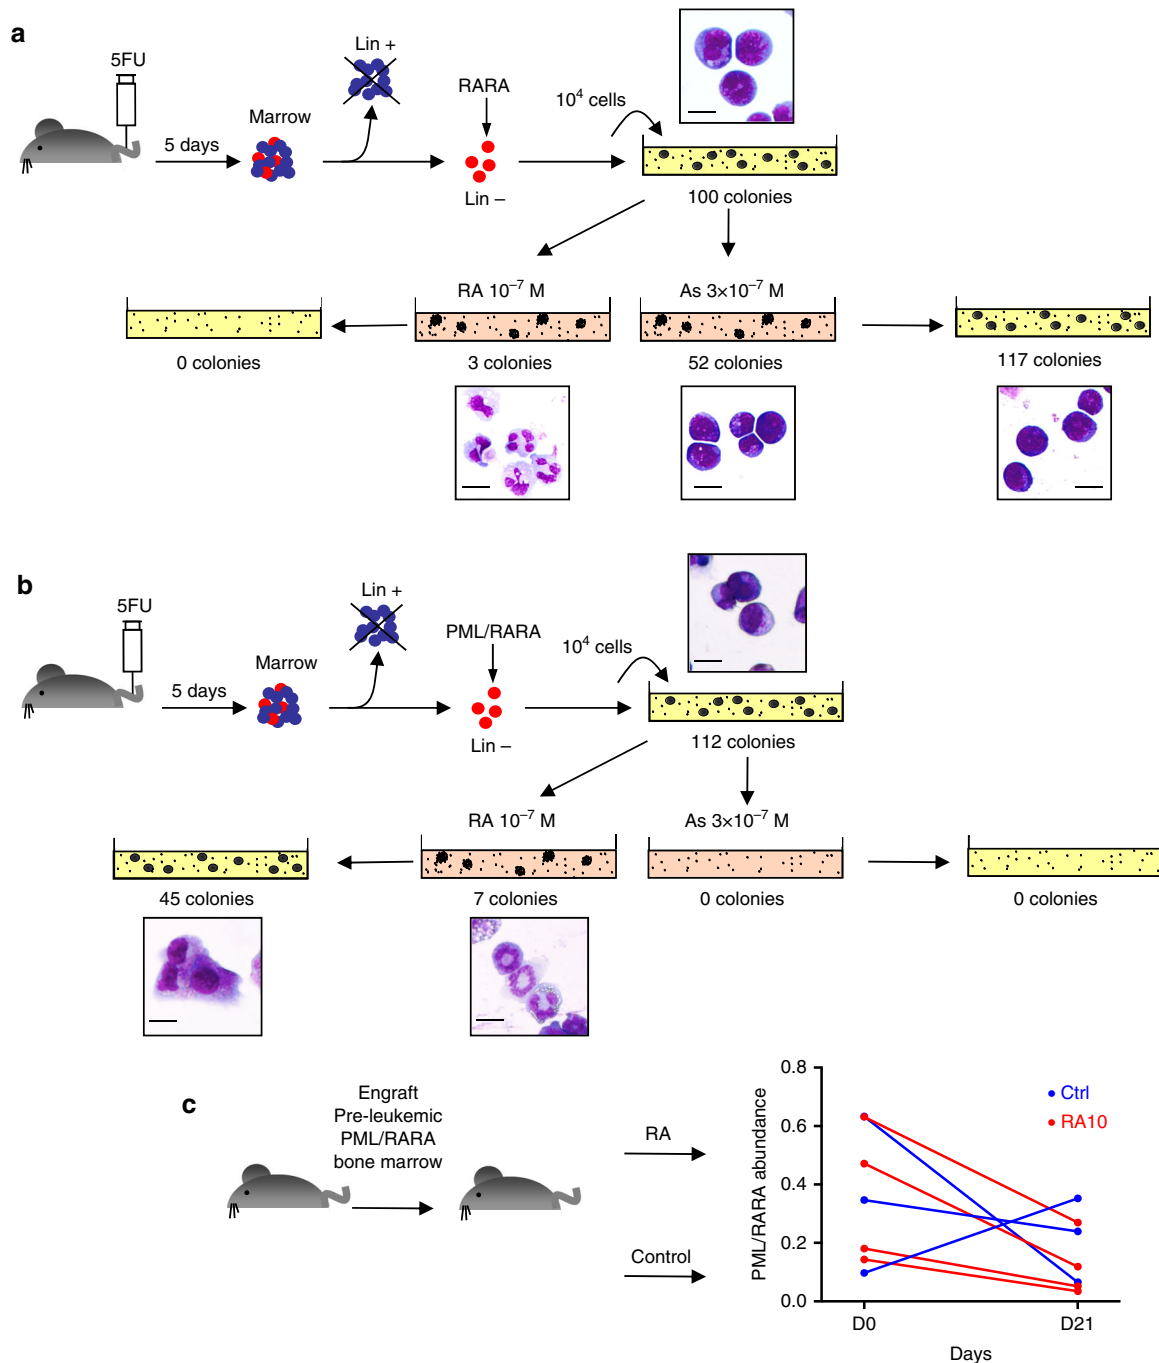 a
5FU
5 days
Marrow
Lin +
RARA
Lin –
10⁴ cells
100 colonies
RA 10⁻⁷ M
As 3×10⁻⁷ M
0 colonies
3 colonies
52 colonies
117 colonies
b
5FU
5 days
Marrow
Lin +
PML/RARA
Lin –
10⁴ cells
112 colonies
RA 10⁻⁷ M
As 3×10⁻⁷ M
45 colonies
7 colonies
0 colonies
0 colonies
c
Engraft
Pre-leukemic
PML/RARA
bone marrow
RA
Control
PML/RARA abundance
0.8
0.6
0.4
0.2
0.0
Ctrl
RA10
D0
D21
Days